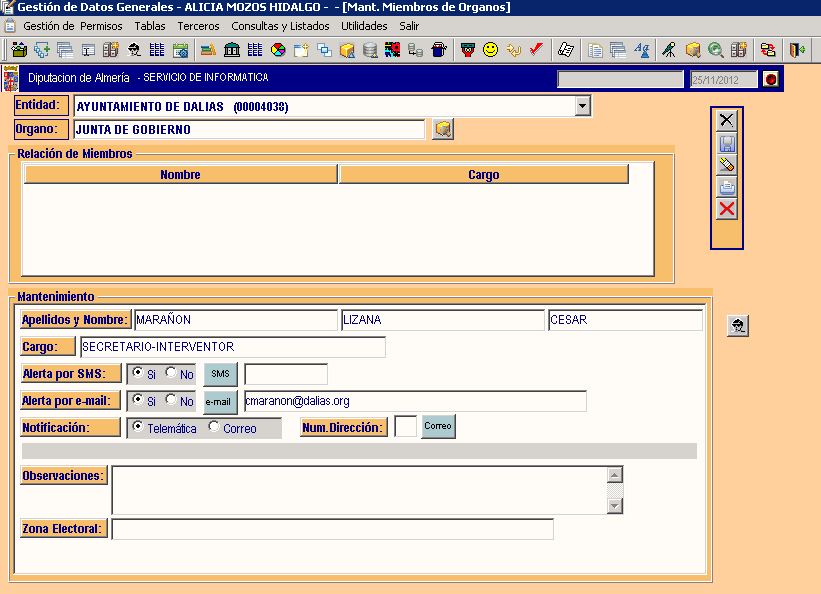 Gestión de Datos Generales - ALICIA MOZOS HIDALGO - - [Mant. Miembros de Organos]
Gestión de Permisos Tablas Terceros Consultas y Listados Utilidades Salir
Diputacion de Almería - SERVICIO DE INFORMATICA
25/11/2012
Entidad: AYUNTAMIENTO DE DALIAS (00004038)
Organo: JUNTA DE GOBIERNO
Relación de Miembros
Nombre Cargo
Mantenimiento
Apellidos y Nombre: MARAÑON LIZANA CESAR
Cargo: SECRETARIO-INTERVENTOR
Alerta por SMS: Si No SMS
Alerta por e-mail: Si No e-mail cmaranon@dalias.org
Notificación: Telemática Correo Num.Dirección: Correo
Observaciones:
Zona Electoral: